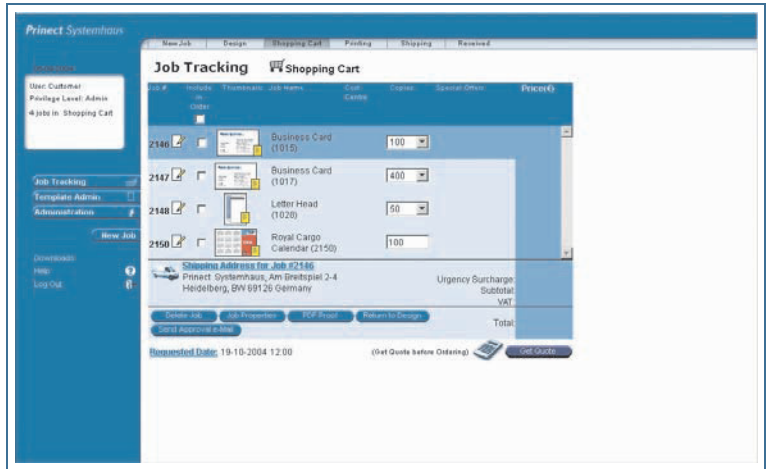 Prinect Systemhaus
New Job Design Shopping Cart Printing Shipping Received
Job Tracking Shopping Cart
User: Customer
Privilege Level: Admin
4 jobs in Shopping Cart
Job # Include in Order Thumbnails Job Name Cost Centre Copies Special Offers Price(€)
2146 Business Card (1015) 100
2147 Business Card (1017) 400
2148 Letter Head (1020) 50
2150 Royal Cargo Calendar (2150) 100
Job Tracking
Template Admin
Administration
New Job
Downloads
Help
Log Out
Shipping Address for Job #2146
Prinect Systemhaus, Am Breitspiel 2-4
Heidelberg, BW 69126 Germany
Urgency Surcharge:
Subtotal:
VAT:
Total:
Delete Job Job Properties PDF Proof Return to Design
Send Approval e-Mail
Requested Date: 19-10-2004 12:00 (Get Quote before Ordering) Get Quote